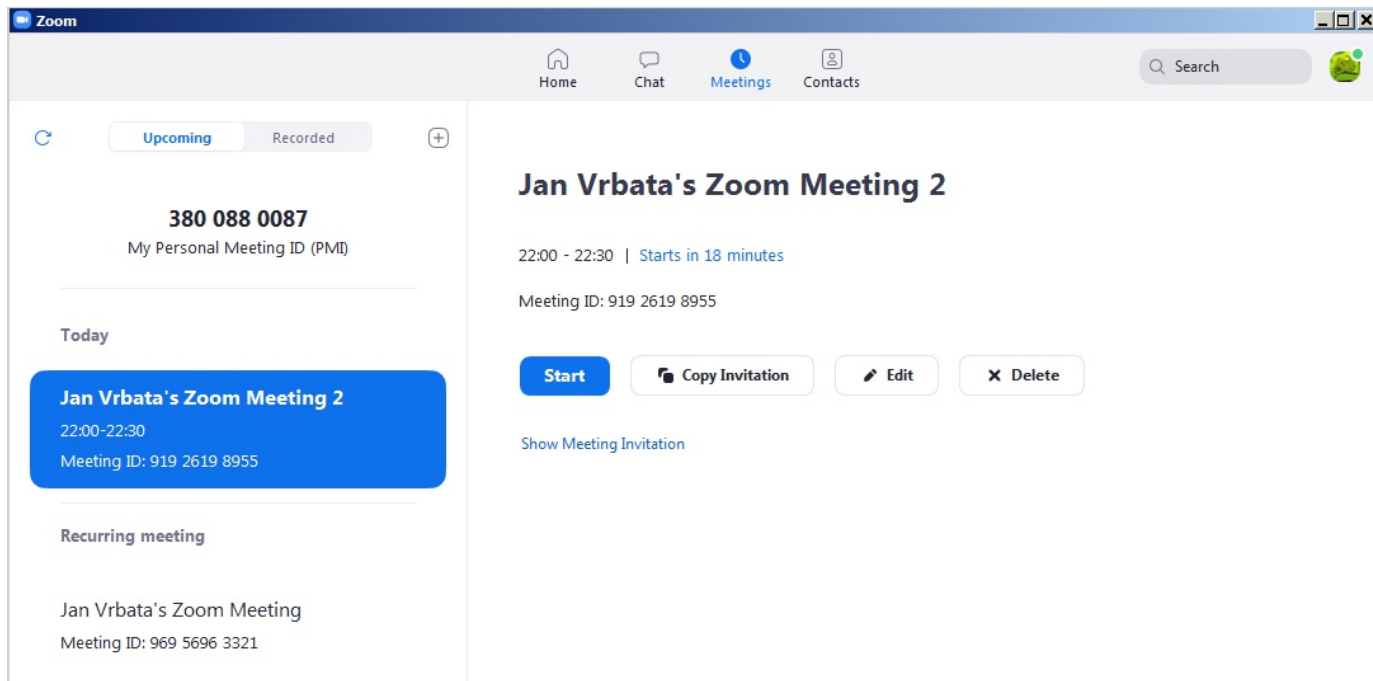 Zoom
Home Chat Meetings Contacts
Search
Upcoming Recorded
380 088 0087
My Personal Meeting ID (PMI)
Today
Jan Vrbata's Zoom Meeting 2
22:00-22:30
Meeting ID: 919 2619 8955
Recurring meeting
Jan Vrbata's Zoom Meeting
Meeting ID: 969 5696 3321
Jan Vrbata's Zoom Meeting 2
22:00 - 22:30 | Starts in 18 minutes
Meeting ID: 919 2619 8955
Start Copy Invitation Edit Delete
Show Meeting Invitation